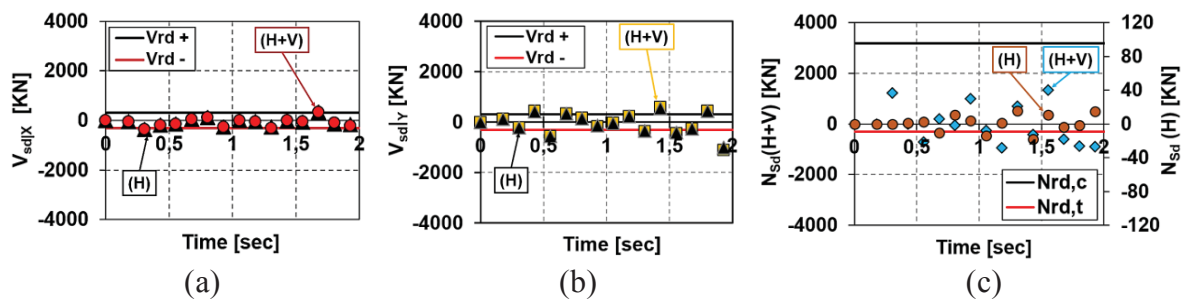 4000
2000
0
-2000
-4000
V_sd|X [KN]
Vrd +
Vrd -
(H+V)
(H)
0 0,5 1 1,5 2
Time [sec]
(a)
4000
2000
0
-2000
-4000
V_sd|Y [KN]
Vrd +
Vrd -
(H+V)
(H)
0 0,5 1 1,5 2
Time [sec]
(b)
4000
2000
0
-2000
-4000
N_Sd(H+V) [KN]
(H)
(H+V)
Nrd,c
Nrd,t
0 0,5 1 1,5 2
Time [sec]
120
80
40
0
-40
-80
-120
N_Sd (H) [KN]
(c)